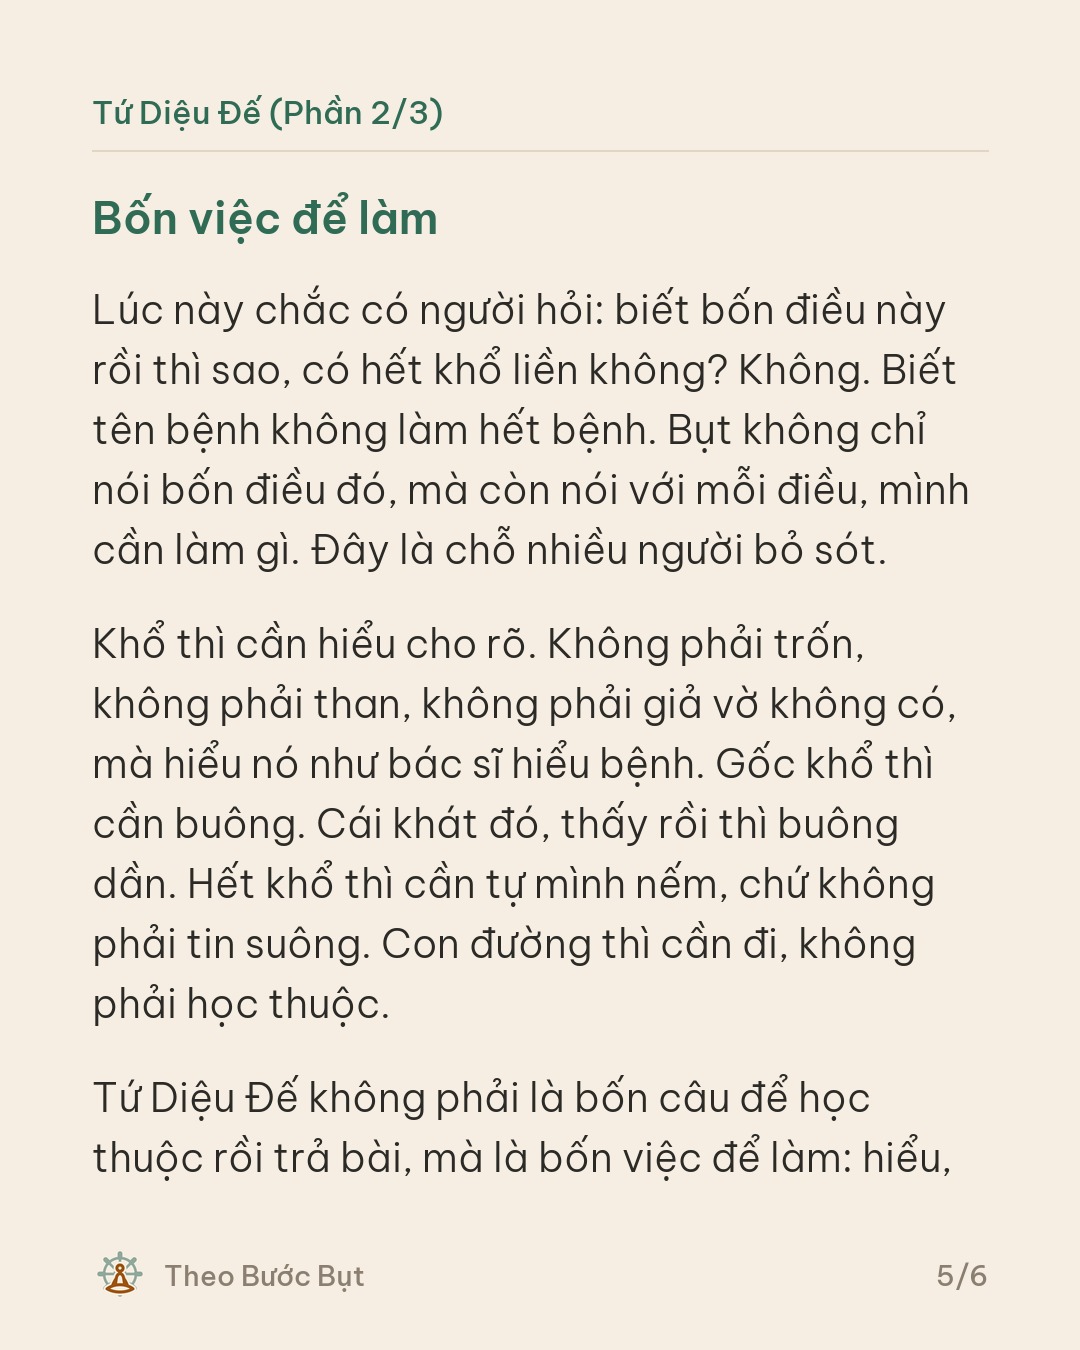 Tứ Diệu Đế (Phần 2/3)
Bốn việc để làm
Lúc này chắc có người hỏi: biết bốn điều này
rồi thì sao, có hết khổ liền không? Không. Biết
tên bệnh không làm hết bệnh. Bụt không chỉ
nói bốn điều đó, mà còn nói với mỗi điều, mình
cần làm gì. Đây là chỗ nhiều người bỏ sót.
Khổ thì cần hiểu cho rõ. Không phải trốn,
không phải than, không phải giả vờ không có,
mà hiểu nó như bác sĩ hiểu bệnh. Gốc khổ thì
cần buông. Cái khát đó, thấy rồi thì buông
dần. Hết khổ thì cần tự mình nếm, chứ không
phải tin suông. Con đường thì cần đi, không
phải học thuộc.
Tứ Diệu Đế không phải là bốn câu để học
thuộc rồi trả bài, mà là bốn việc để làm: hiểu,
Theo Bước Bụt
5/6